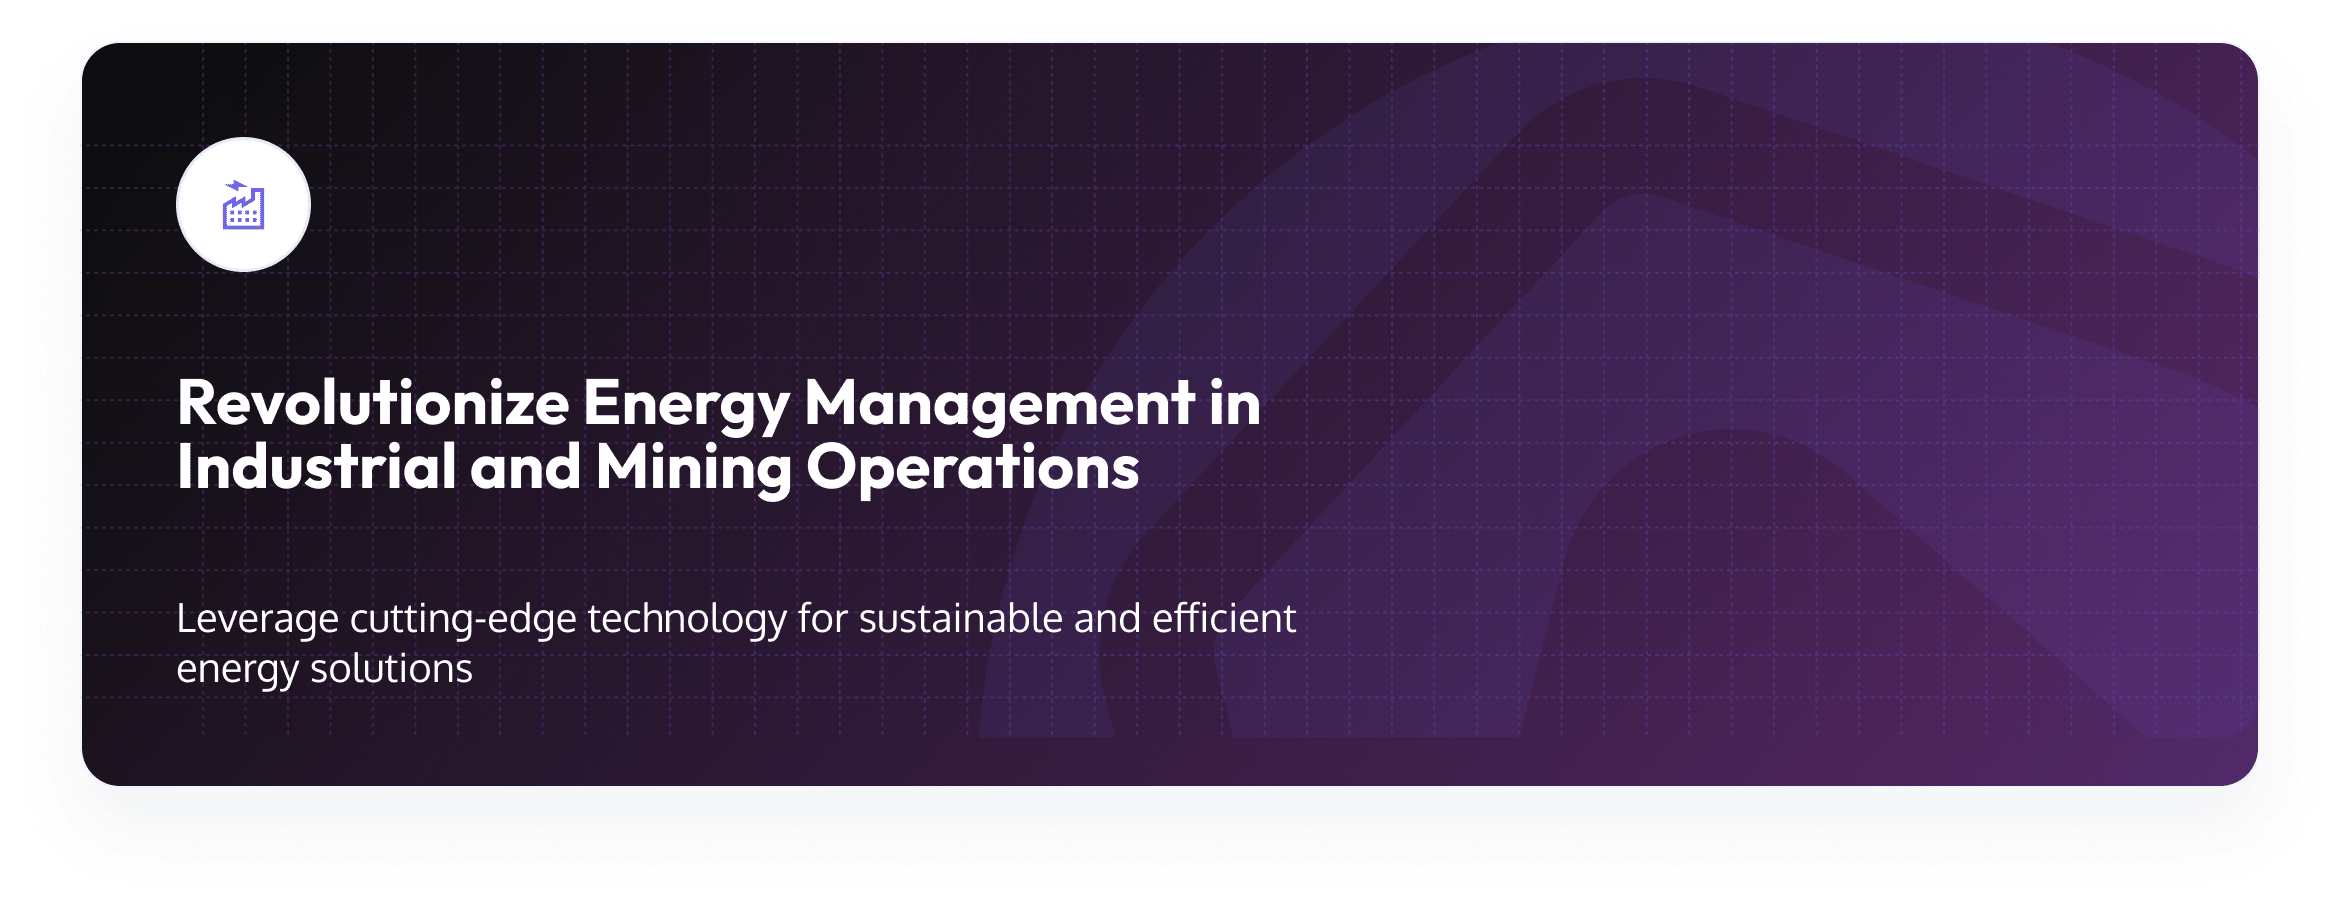 Revolutionize Energy Management in
Industrial and Mining Operations
Leverage cutting-edge technology for sustainable and efficient
energy solutions